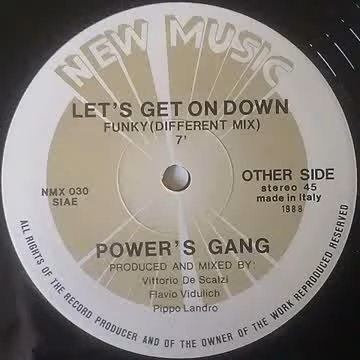 NEW MUSIC
LET'S GET ON DOWN
FUNKY (DIFFERENT MIX)
7'
OTHER SIDE
NMX 030
SIAE
stereo 45
made in Italy
1988
POWER'S GANG
PRODUCED AND MIXED BY:
Vittorio De Scalzi
Flavio Vidulich
Pippo Landro
ALL RIGHTS OF THE RECORD PRODUCER AND OF THE OWNER OF THE WORK REPRODUCED RESERVED